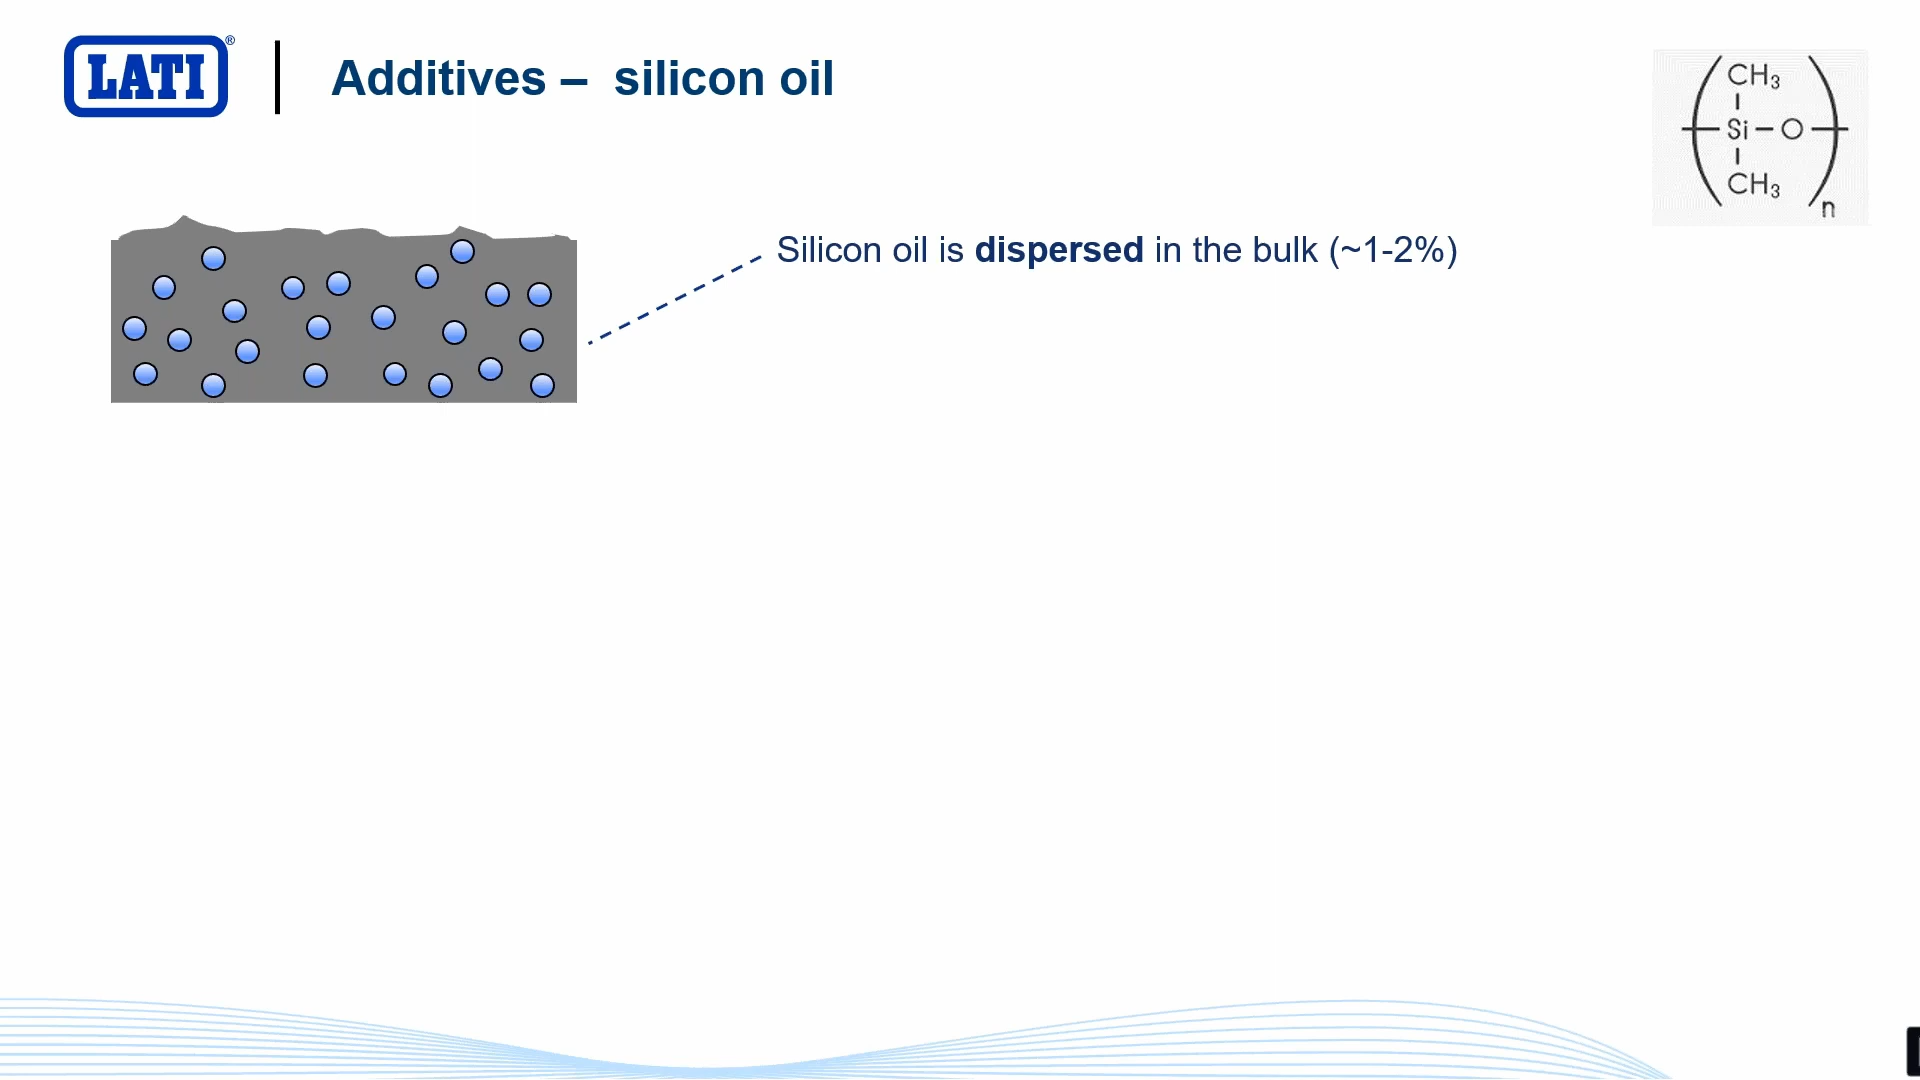 LATI®
Additives – silicon oil
CH3
Si – O
CH3
n
Silicon oil is dispersed in the bulk (~1-2%)